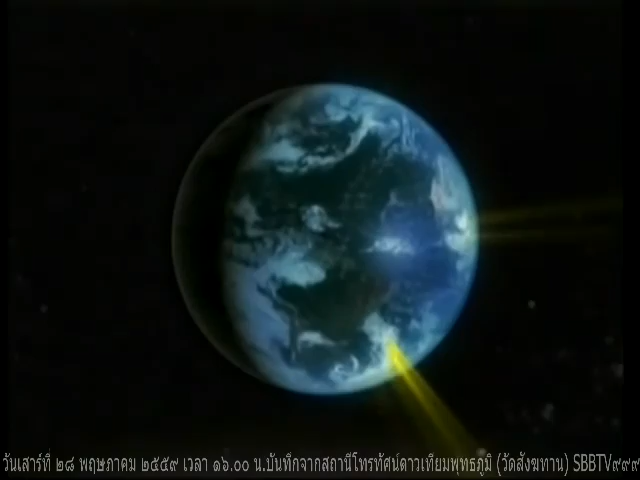 วันเสาร์ที่ ๒๘ พฤษภาคม ๒๕๕๙ เวลา ๑๖.๐๐ น.บันทึกจากสถานีโทรทัศน์ดาวเทียมพุทธภูมิ (วัดสังฆทาน) SBBTV๙๙๙